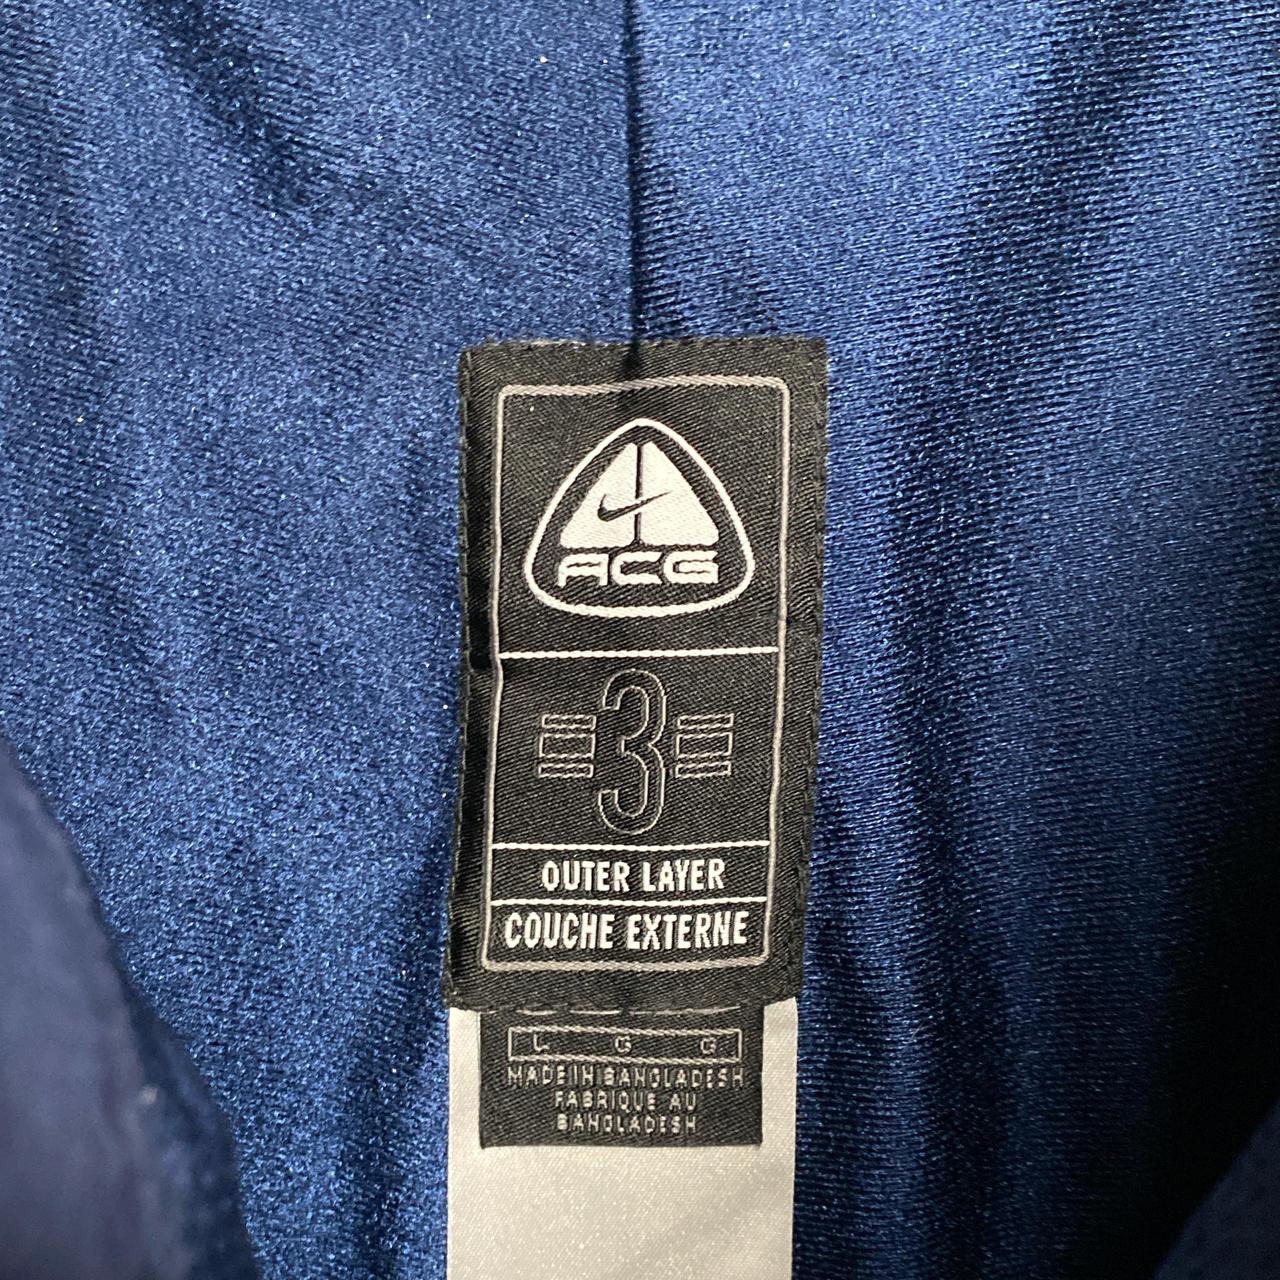 ACG
3
OUTER LAYER
COUCHE EXTERNE
L G G
MADE IN BANGLADESH
FABRIQUE AU
BANGLADESH